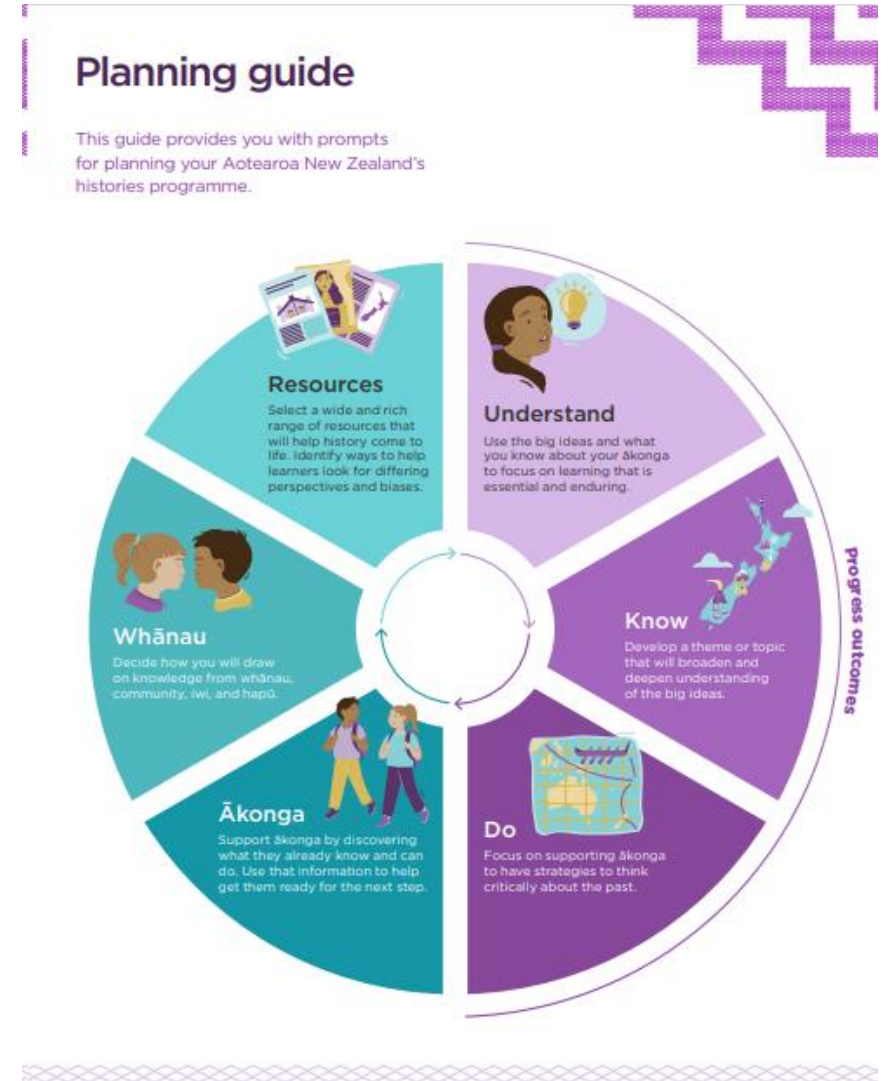 Planning guide
This guide provides you with prompts
for planning your Aotearoa New Zealand's
histories programme.
Resources
Select a wide and rich
range of resources that
will help history come to
life. Identify ways to help
learners look for differing
perspectives and biases.
Understand
Use the big ideas and what
you know about your ākonga
to focus on learning that is
essential and enduring.
Know
Develop a theme or topic
that will broaden and
deepen understanding
of the big ideas.
Progress outcomes
Do
Focus on supporting ākonga
to have strategies to think
critically about the past.
Ākonga
Support ākonga by discovering
what they already know and can
do. Use that information to help
get them ready for the next step.
Whānau
Decide how you will draw
on knowledge from whānau,
community, iwi, and hapū.